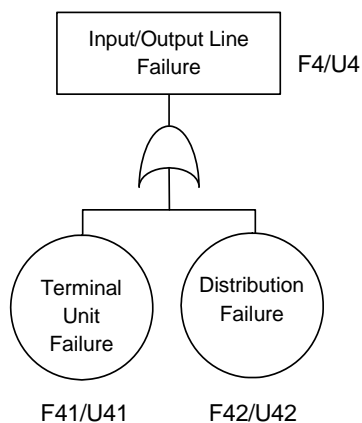 Input/Output Line
Failure
F4/U4
Terminal
Unit
Failure
Distribution
Failure
F41/U41
F42/U42